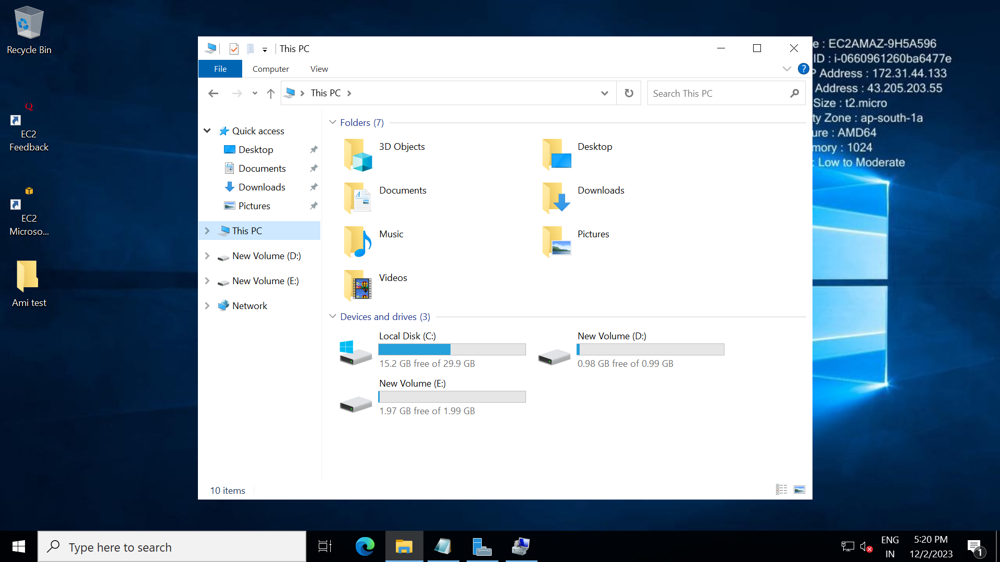 Recycle Bin
EC2
Feedback
EC2
Microso...
Ami test
This PC
File
Computer
View
This PC
Search This PC
Quick access
Desktop
Documents
Downloads
Pictures
This PC
New Volume (D:)
New Volume (E:)
Network
Folders (7)
3D Objects
Desktop
Documents
Downloads
Music
Pictures
Videos
Devices and drives (3)
Local Disk (C:)
15.2 GB free of 29.9 GB
New Volume (D:)
0.98 GB free of 0.99 GB
New Volume (E:)
1.97 GB free of 1.99 GB
10 items
e : EC2AMAZ-9H5A596
ID : i-0660961260ba6477e
P Address : 172.31.44.133
Address : 43.205.203.55
Size : t2.micro
ty Zone : ap-south-1a
ure : AMD64
mory : 1024
: Low to Moderate
Type here to search
ENG
IN
5:20 PM
12/2/2023
1